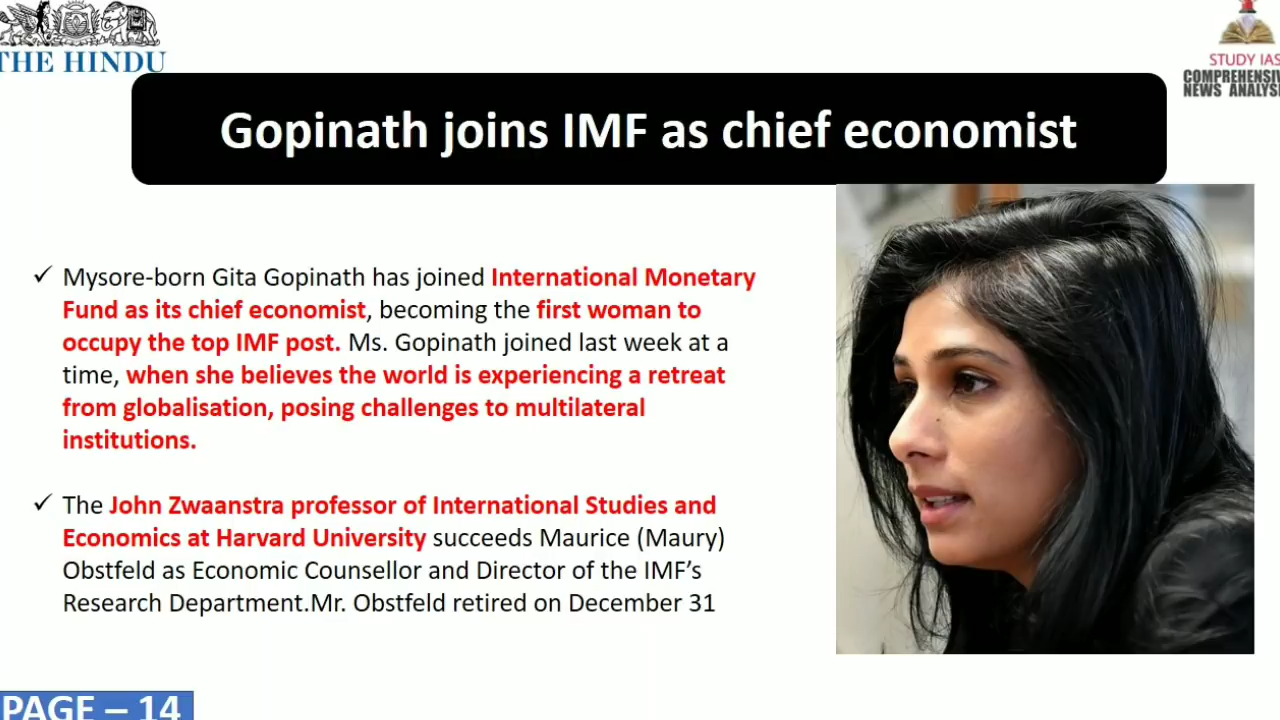 THE HINDU
STUDY IAS
COMPREHENSIVE
NEWS ANALYSIS
Gopinath joins IMF as chief economist
✓ Mysore-born Gita Gopinath has joined International Monetary
Fund as its chief economist, becoming the first woman to
occupy the top IMF post. Ms. Gopinath joined last week at a
time, when she believes the world is experiencing a retreat
from globalisation, posing challenges to multilateral
institutions.
✓ The John Zwaanstra professor of International Studies and
Economics at Harvard University succeeds Maurice (Maury)
Obstfeld as Economic Counsellor and Director of the IMF’s
Research Department.Mr. Obstfeld retired on December 31
PAGE – 14